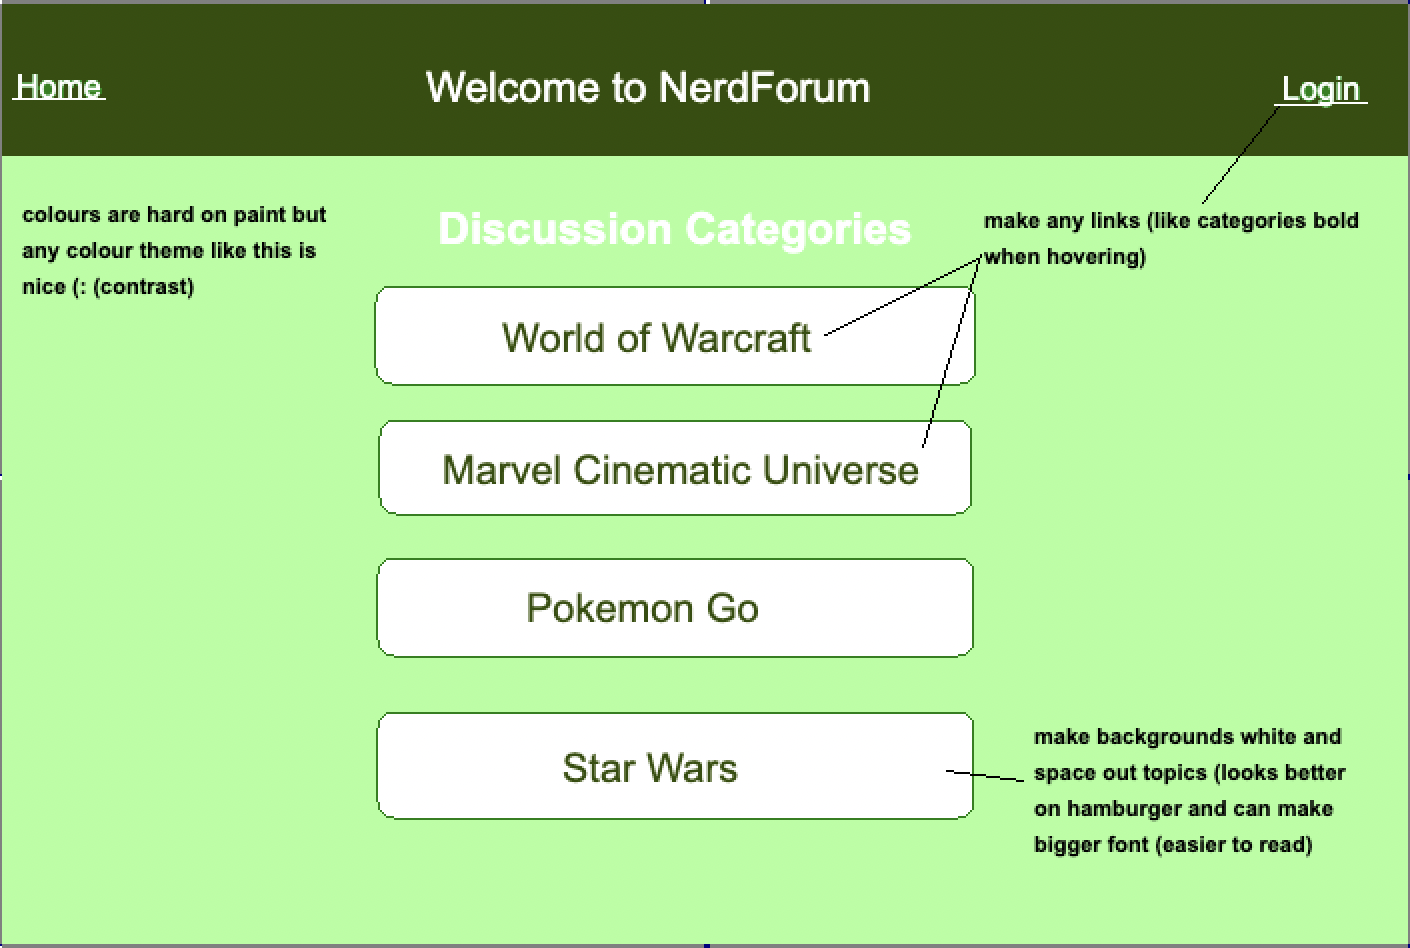 Home
Welcome to NerdForum
Login
colours are hard on paint but
any colour theme like this is
nice (: (contrast)
Discussion Categories
make any links (like categories bold
when hovering)
World of Warcraft
Marvel Cinematic Universe
Pokemon Go
Star Wars
make backgrounds white and
space out topics (looks better
on hamburger and can make
bigger font (easier to read)